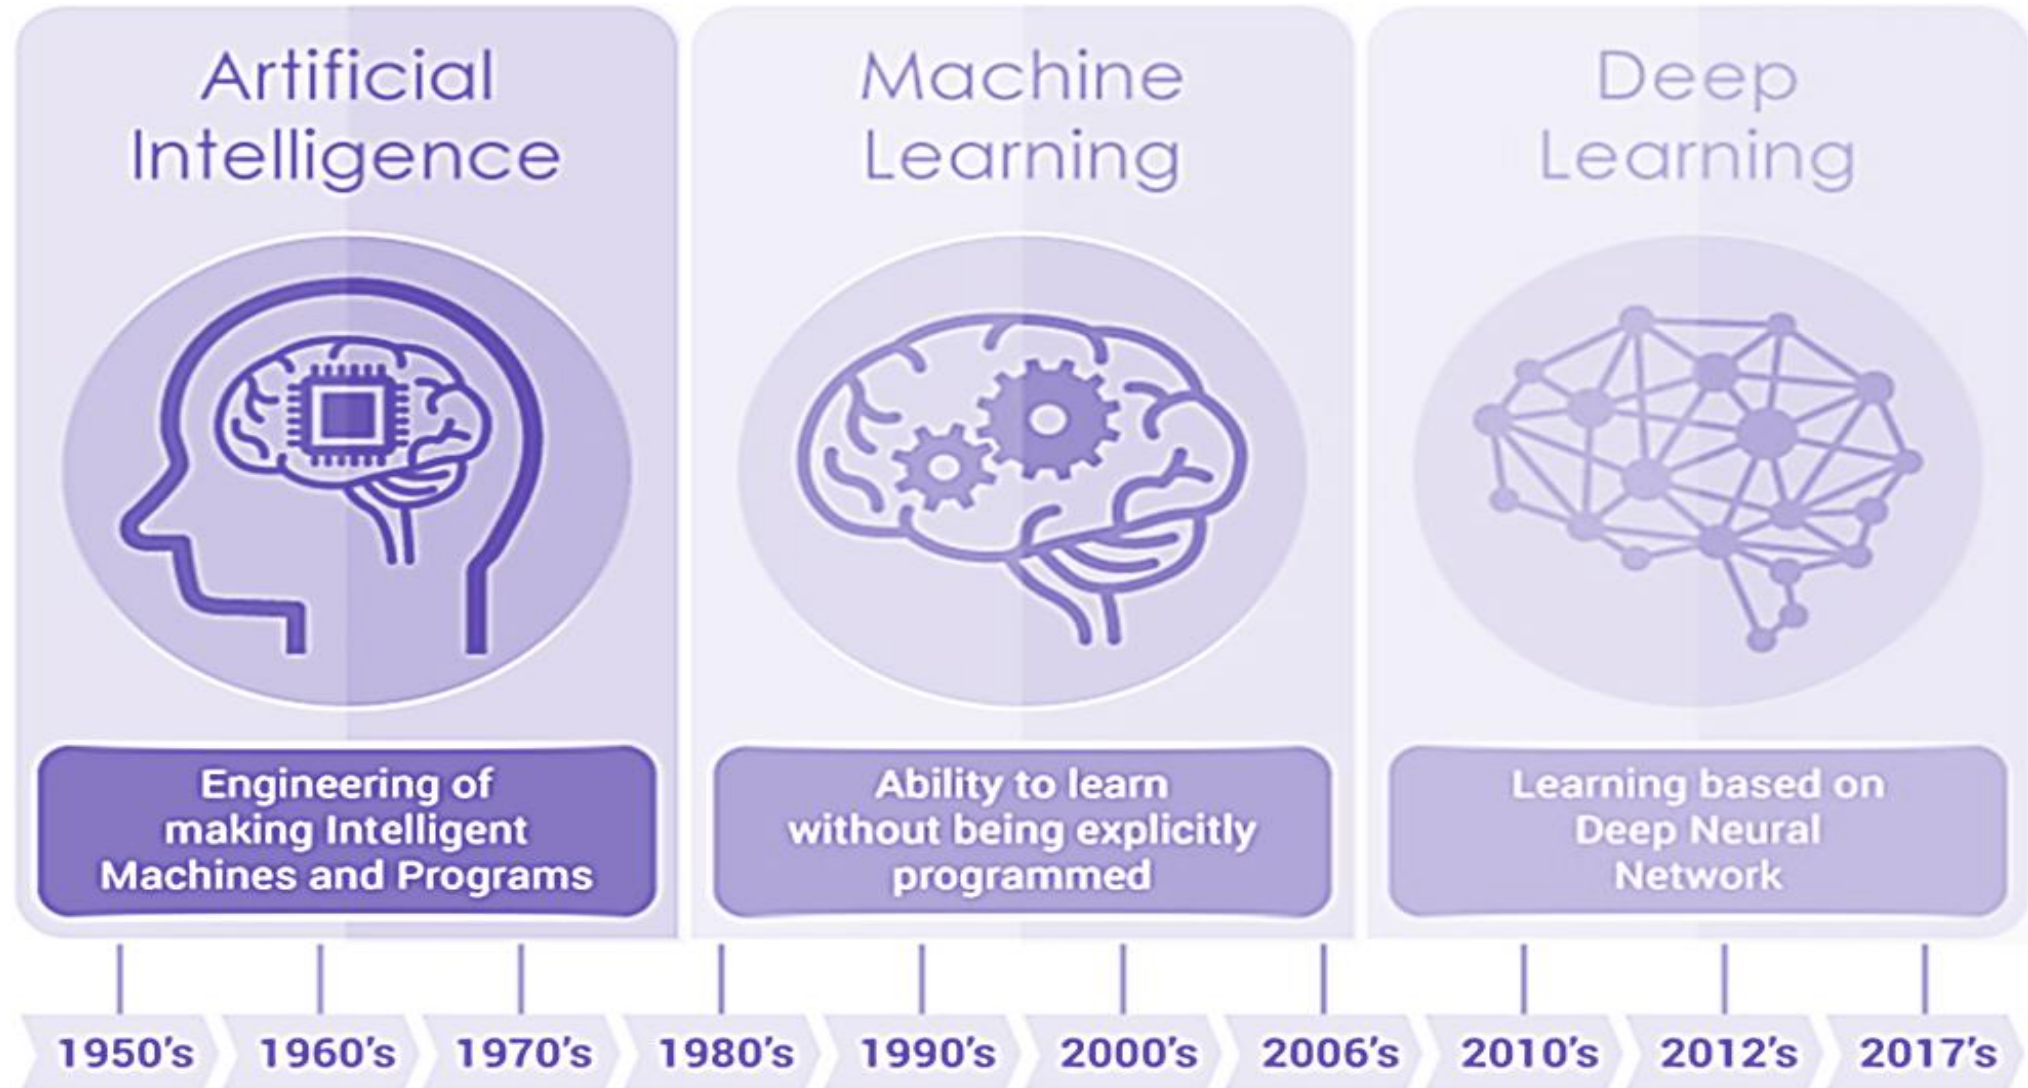 Artificial
Intelligence
Engineering of
making Intelligent
Machines and Programs
Machine
Learning
Ability to learn
without being explicitly
programmed
Deep
Learning
Learning based on
Deep Neural
Network
1950's
1960's
1970's
1980's
1990's
2000's
2006's
2010's
2012's
2017's